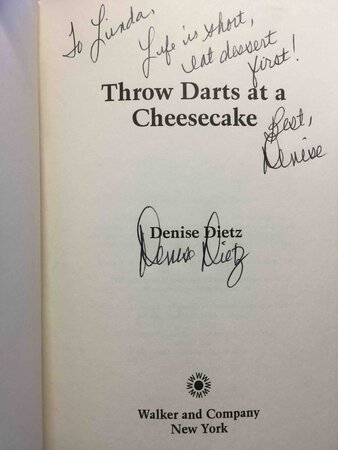 To Linda,
Life is short,
eat dessert
first!
Throw Darts at a
Cheesecake
Best,
Denise
Denise Dietz
Denise Dietz
Walker and Company
New York